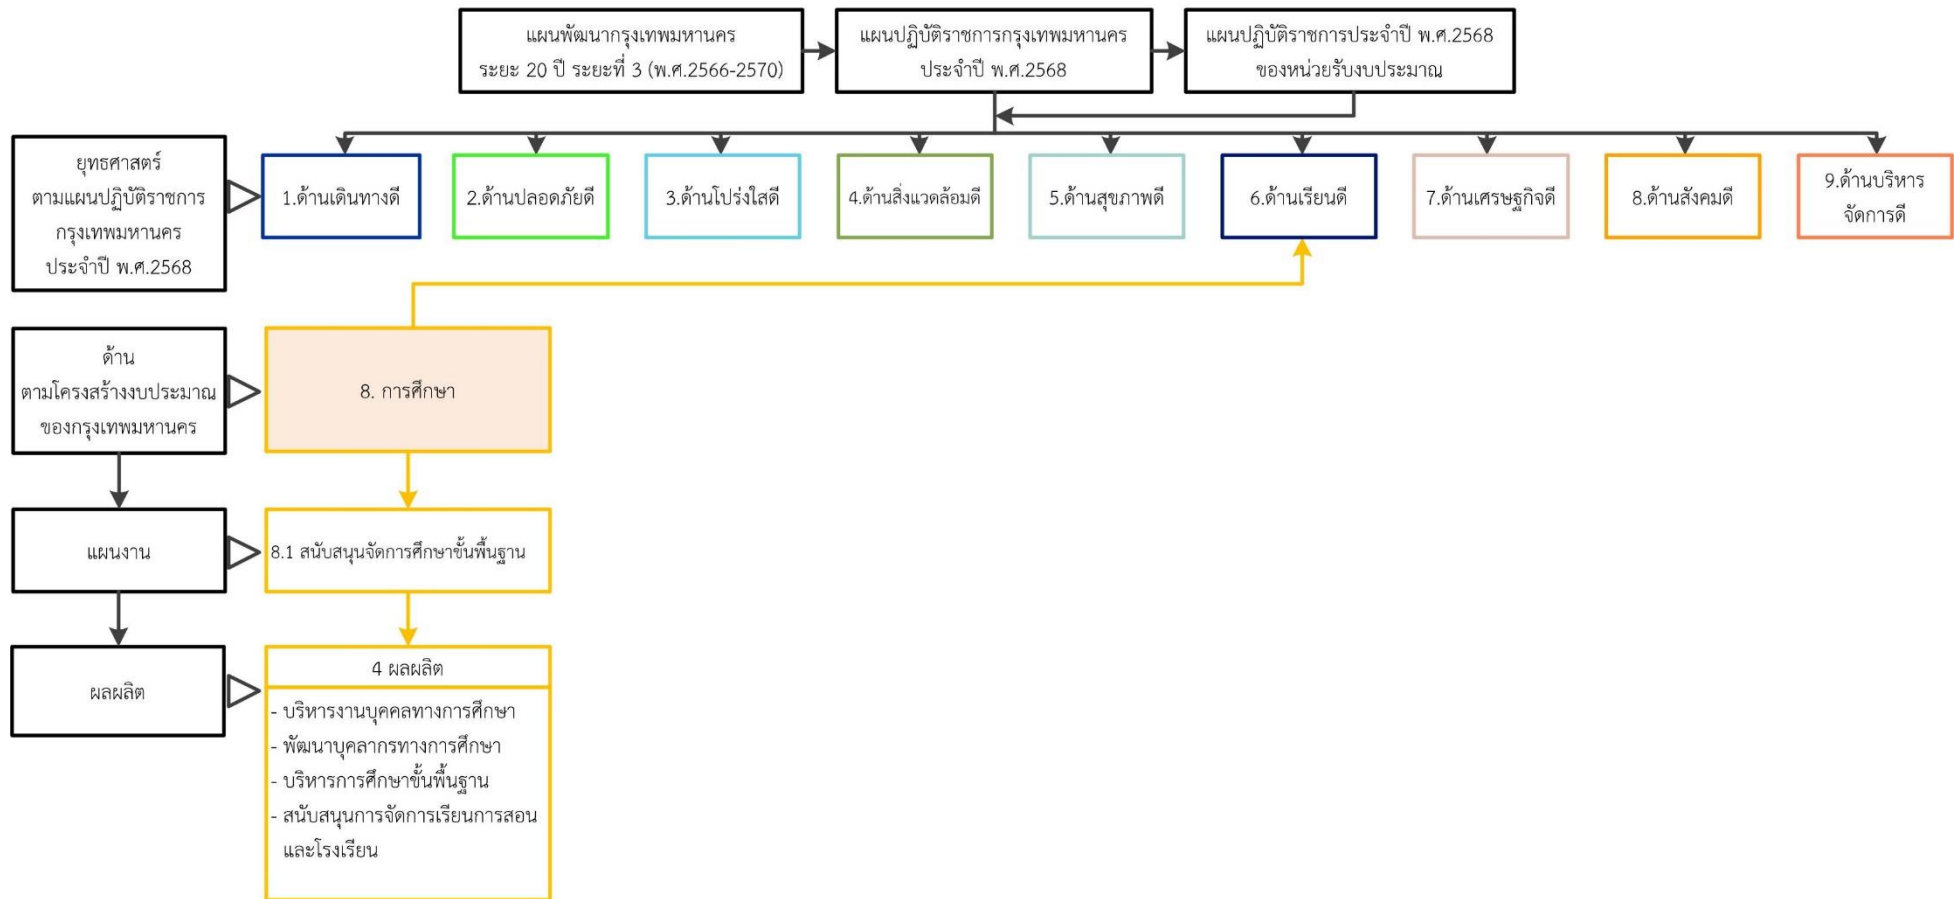 แผนพัฒนากรุงเทพมหานคร
ระยะ 20 ปี ระยะที่ 3 (พ.ศ.2566-2570)
แผนปฏิบัติราชการกรุงเทพมหานคร
ประจำปี พ.ศ.2568
แผนปฏิบัติราชการประจำปี พ.ศ.2568
ของหน่วยรับงบประมาณ
ยุทธศาสตร์
ตามแผนปฏิบัติราชการ
กรุงเทพมหานคร
ประจำปี พ.ศ.2568
1.ด้านเดินทางดี
2.ด้านปลอดภัยดี
3.ด้านโปร่งใสดี
4.ด้านสิ่งแวดล้อมดี
5.ด้านสุขภาพดี
6.ด้านเรียนดี
7.ด้านเศรษฐกิจดี
8.ด้านสังคมดี
9.ด้านบริหาร
จัดการดี
ด้าน
ตามโครงสร้างงบประมาณ
ของกรุงเทพมหานคร
8. การศึกษา
แผนงาน
8.1 สนับสนุนจัดการศึกษาขั้นพื้นฐาน
ผลผลิต
4 ผลผลิต
- บริหารงานบุคคลทางการศึกษา
- พัฒนาบุคลากรทางการศึกษา
- บริหารการศึกษาขั้นพื้นฐาน
- สนับสนุนการจัดการเรียนการสอน
และโรงเรียน